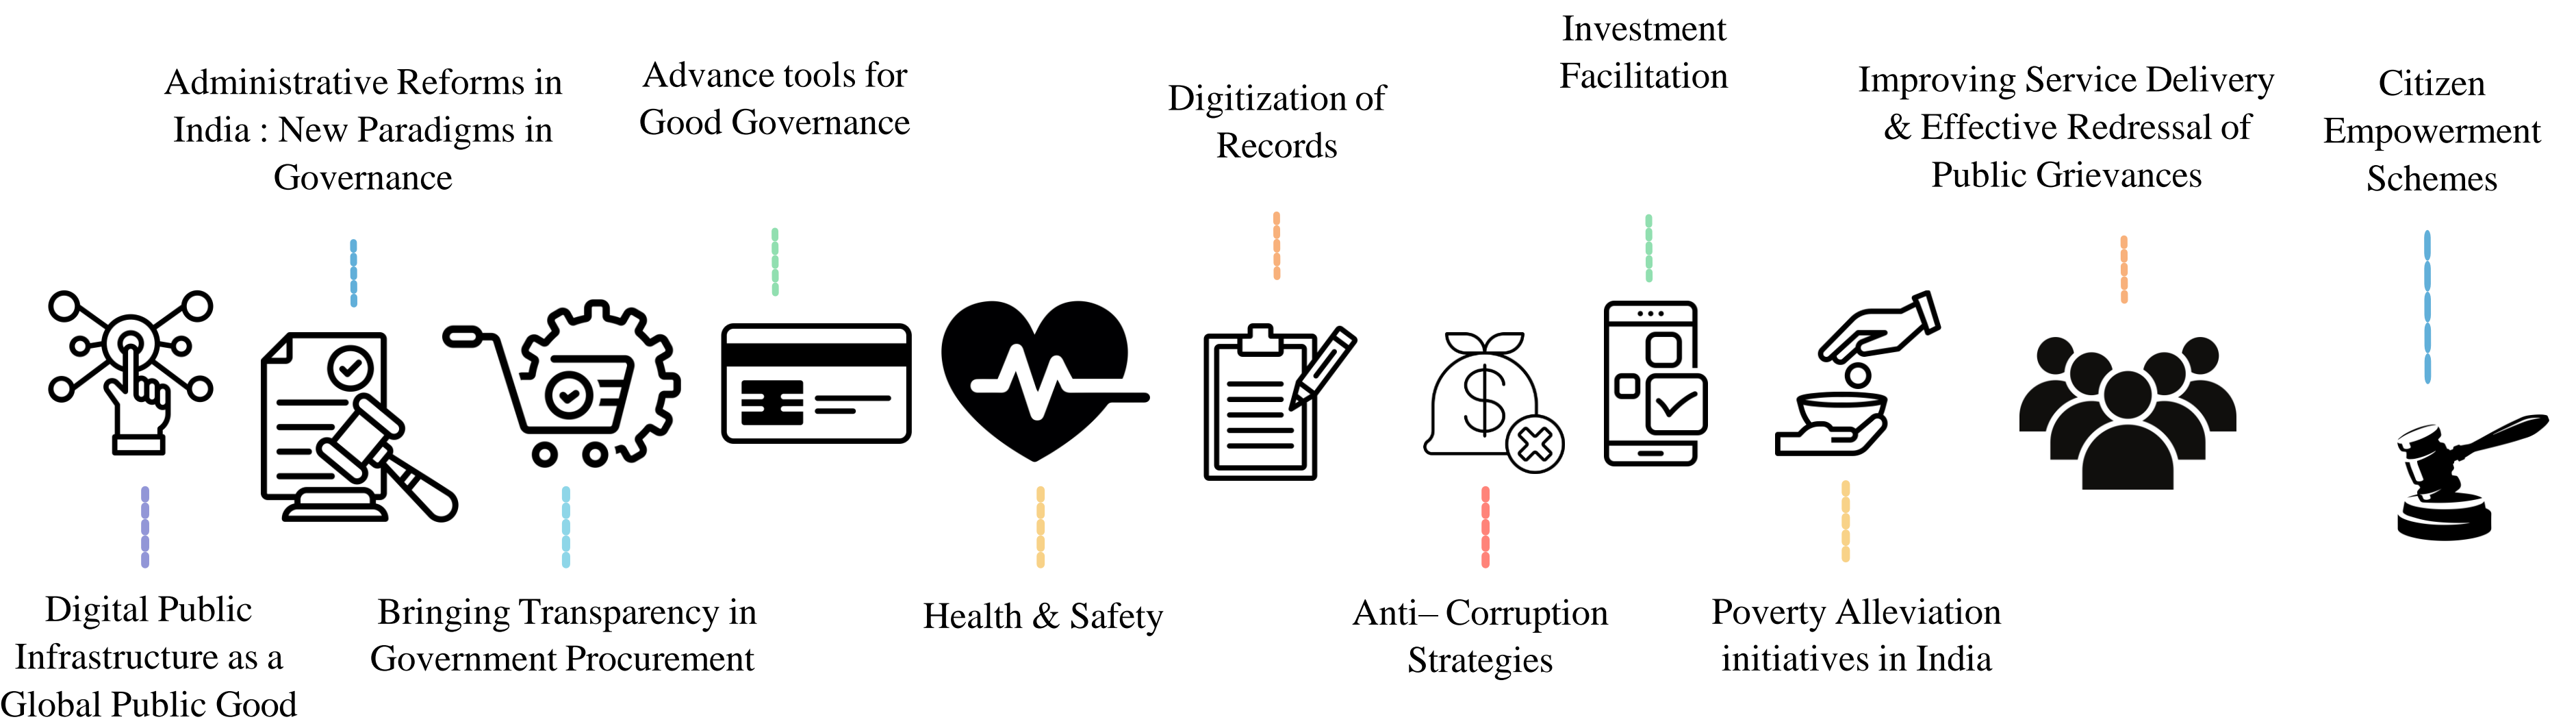 Digital Public
Infrastructure as a
Global Public Good
Administrative Reforms in
India : New Paradigms in
Governance
Bringing Transparency in
Government Procurement
Advance tools for
Good Governance
Health & Safety
Digitization of
Records
Anti– Corruption
Strategies
Investment
Facilitation
Poverty Alleviation
initiatives in India
Improving Service Delivery
& Effective Redressal of
Public Grievances
Citizen
Empowerment
Schemes